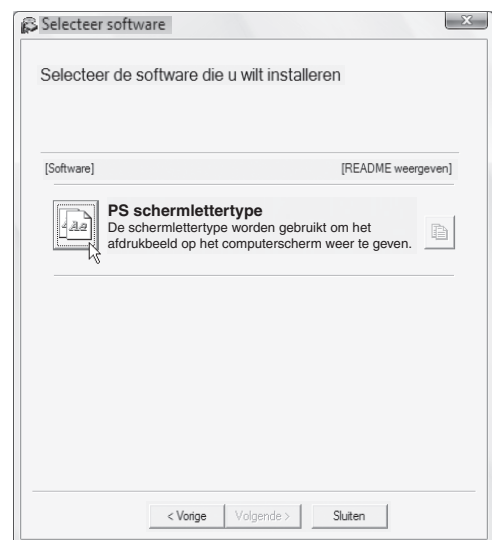 Selecteer software
Selecteer de software die u wilt installeren
[Software] [README weergeven]
PS schermlettertype
De schermlettertype worden gebruikt om het
afdrukbeeld op het computerscherm weer te geven.
< Vorige Volgende > Sluiten